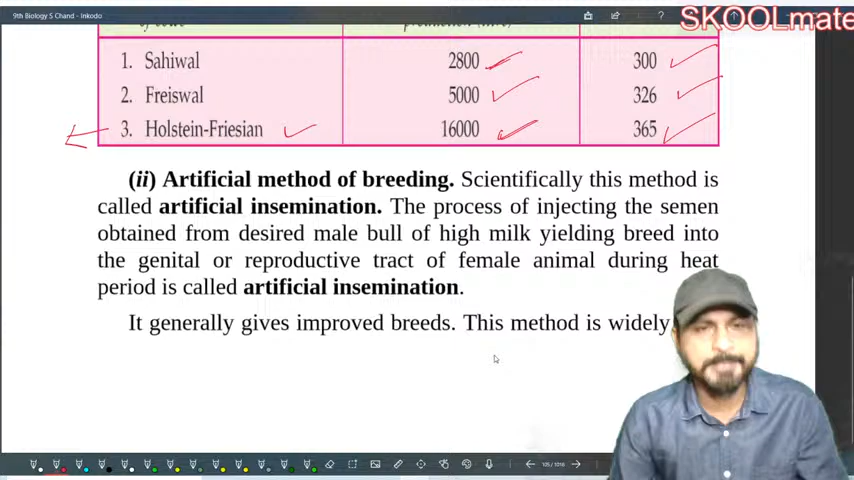 9th Biology S Chand - Inkodo
SKOOLmate
1. Sahiwal 2800 300
2. Freiswal 5000 326
3. Holstein-Friesian 16000 365
(ii) Artificial method of breeding. Scientifically this method is
called artificial insemination. The process of injecting the semen
obtained from desired male bull of high milk yielding breed into
the genital or reproductive tract of female animal during heat
period is called artificial insemination.
It generally gives improved breeds. This method is widely
105 / 1016